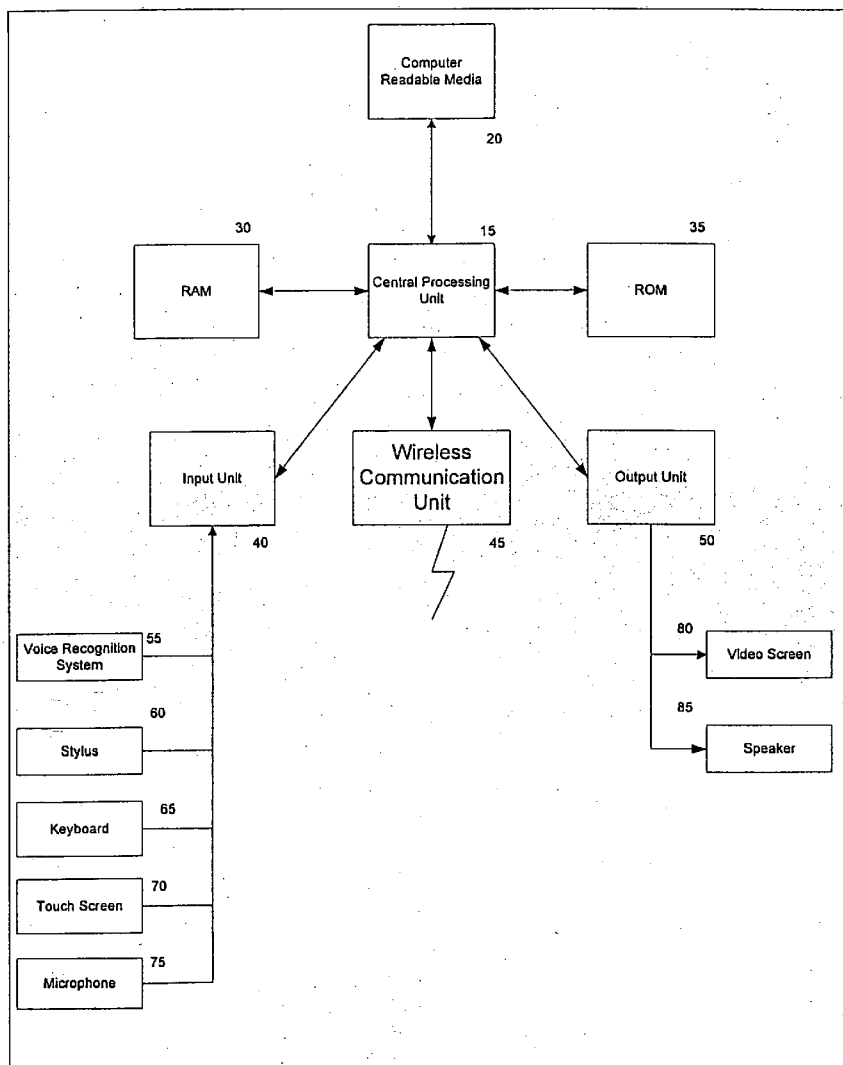 Computer
Readable Media
20
30
15
35
RAM
Central Processing
Unit
ROM
Input Unit
Wireless
Communication
Unit
Output Unit
40
45
50
Voice Recognition
System
55
80
Video Screen
60
Stylus
85
Speaker
65
Keyboard
70
Touch Screen
75
Microphone